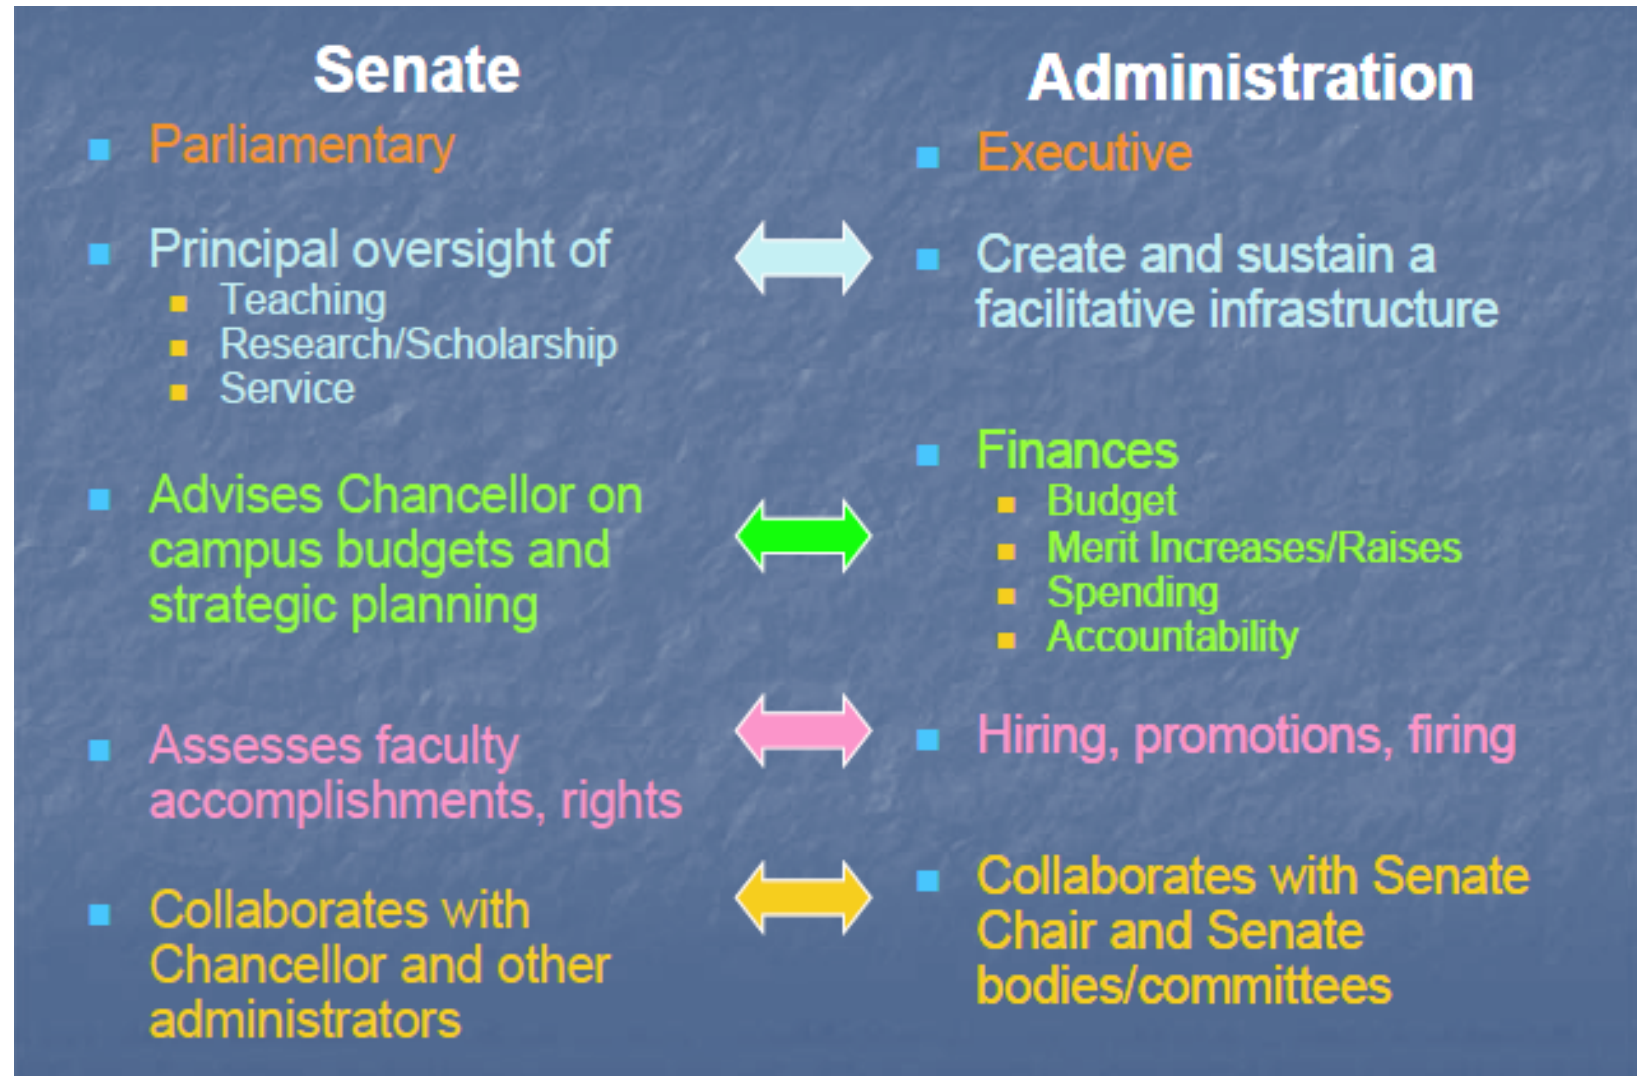 Senate
Parliamentary
Principal oversight of
Teaching
Research/Scholarship
Service
Advises Chancellor on
campus budgets and
strategic planning
Assesses faculty
accomplishments, rights
Collaborates with
Chancellor and other
administrators
Administration
Executive
Create and sustain a
facilitative infrastructure
Finances
Budget
Merit Increases/Raises
Spending
Accountability
Hiring, promotions, firing
Collaborates with Senate
Chair and Senate
bodies/committees